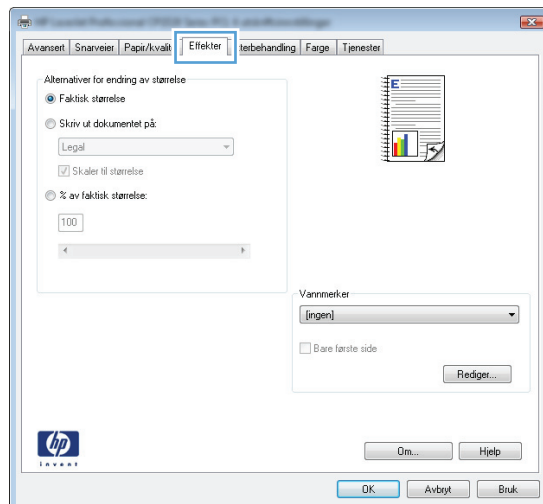 Avansert Snarveier Papir/kvalit Effekter terbehandling Farge Tjenester
Alternativer for endring av størrelse
Faktisk størrelse
Skriv ut dokumentet på:
Legal
Skaler til størrelse
% av faktisk størrelse:
100
E
Vannmerker
[ingen]
Bare første side
Rediger...
hp
invent
Om... Hjelp
OK Avbryt Bruk